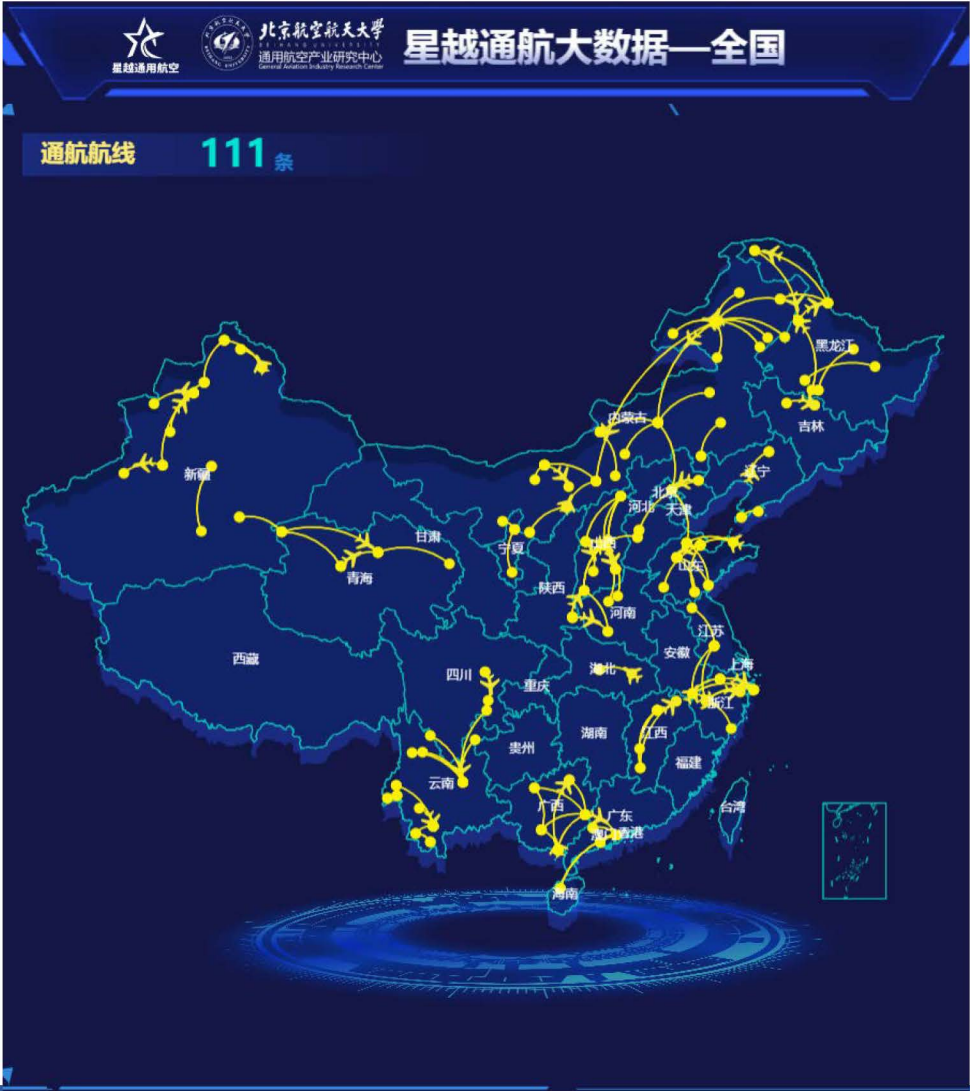 星越通用航空
北京航空航天大學
BEIHANG UNIVERSITY
通用航空产业研究中心
General Aviation Industry Research Center
星越通航大数据—全国
通航航线 111 条
黑龙江
内蒙古
吉林
新疆
辽宁
北京
河北
天津
甘肃
宁夏
山西
青海
山东
陕西
河南
江苏
西藏
安徽
上海
四川
湖北
重庆
浙江
湖南
江西
贵州
福建
云南
广西
广东
台湾
澳门香港
海南